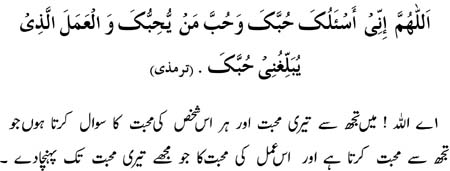 اَللّٰهُمَّ إِنِّیْ أَسْئَلُکَ حُبَّکَ وَحُبَّ مَنْ يُّحِبُّکَ وَ الْعَمَلَ الَّذِیْ
يُبَلِّغُنِیْ حُبَّکَ . (ترمذی)
اے اللہ ! میں تجھ سے تیری محبت اور ہر اس شخص کی محبت کا سوال کرتا ہوں جو
تجھ سے محبت کرتا ہے اور اس عمل کی محبت کا جو مجھے تیری محبت تک پہنچا دے ۔